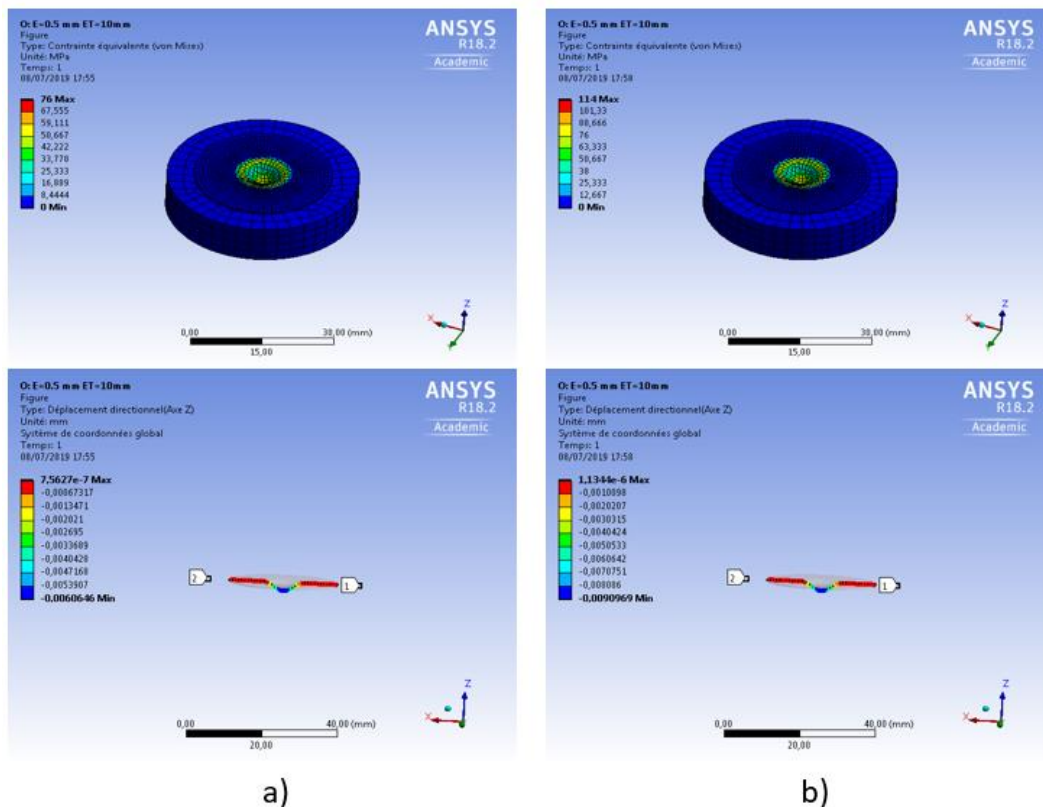 O: E=0.5 mm ET=10mm
Figure
Type: Contrainte équivalente (von Mises)
Unité: MPa
Temps: 1
08/07/2019 17:55
ANSYS
R18.2
Academic
76 Max
67,555
59,111
50,667
42,222
33,778
25,333
16,889
8,4444
0 Min
X
Y
Z
0,00
30,00 (mm)
15,00
O: E=0.5 mm ET=10mm
Figure
Type: Contrainte équivalente (von Mises)
Unité: MPa
Temps: 1
08/07/2019 17:58
ANSYS
R18.2
Academic
114 Max
101,33
88,666
76
63,333
50,667
38
25,333
12,667
0 Min
X
Y
Z
0,00
30,00 (mm)
15,00
O: E=0.5 mm ET=10mm
Figure
Type: Déplacement directionnel(Axe Z)
Unité: mm
Système de coordonnées global
Temps: 1
08/07/2019 17:55
ANSYS
R18.2
Academic
7,5627e-7 Max
-0,00067317
-0,0013471
-0,002021
-0,002695
-0,0033689
-0,0040428
-0,0047168
-0,0053907
-0,0060646 Min
2
1
Z
X
0,00
40,00 (mm)
20,00
O: E=0.5 mm ET=10mm
Figure
Type: Déplacement directionnel(Axe Z)
Unité: mm
Système de coordonnées global
Temps: 1
08/07/2019 17:58
ANSYS
R18.2
Academic
1,1344e-6 Max
-0,0010098
-0,0020207
-0,0030315
-0,0040424
-0,0050533
-0,0060642
-0,0070751
-0,008086
-0,0090969 Min
2
1
Z
X
0,00
40,00 (mm)
20,00
a)
b)